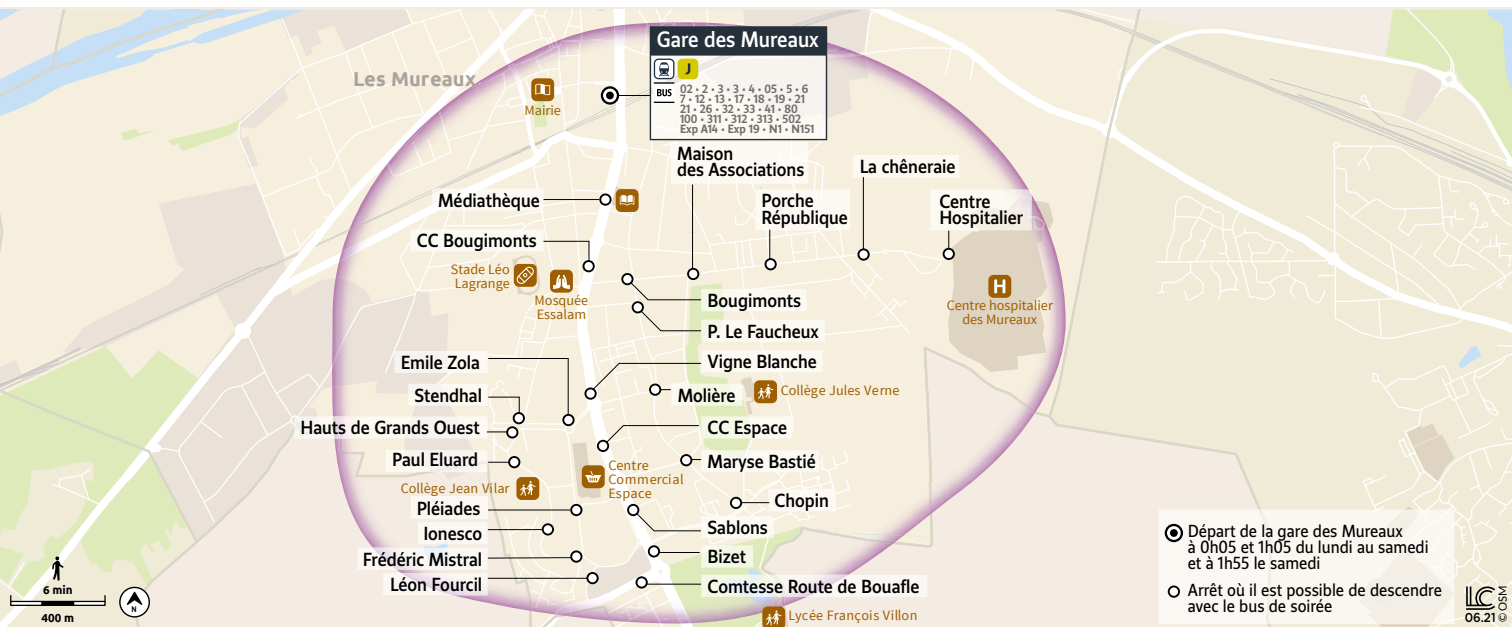 Gare des Mureaux
J
BUS
02 • 2 • 3 • 3 • 4 • 05 • 5 • 6
7 • 12 • 13 • 17 • 18 • 19 • 21
21 • 26 • 32 • 33 • 41 • 80
100 • 311 • 312 • 313 • 502
Exp A14 • Exp 19 • N1 • N151
Les Mureaux
Mairie
Maison
des Associations
La chêneraie
Médiathèque
Porche
République
Centre
Hospitalier
CC Bougimonts
Stade Léo
Lagrange
Mosquée
Essalam
H
Centre hospitalier
des Mureaux
Bougimonts
P. Le Faucheux
Emile Zola
Vigne Blanche
Stendhal
Molière
Collège Jules Verne
Hauts de Grands Ouest
CC Espace
Paul Eluard
Centre
Commercial
Espace
Maryse Bastié
Collège Jean Vilar
Chopin
Pléiades
Ionesco
Sablons
Frédéric Mistral
Bizet
Léon Fourcil
Comtesse Route de Bouafle
Lycée François Villon
6 min
400 m
N
Départ de la gare des Mureaux
à 0h05 et 1h05 du lundi au samedi
et à 1h55 le samedi
Arrêt où il est possible de descendre
avec le bus de soirée
LC
06.21
© OSM